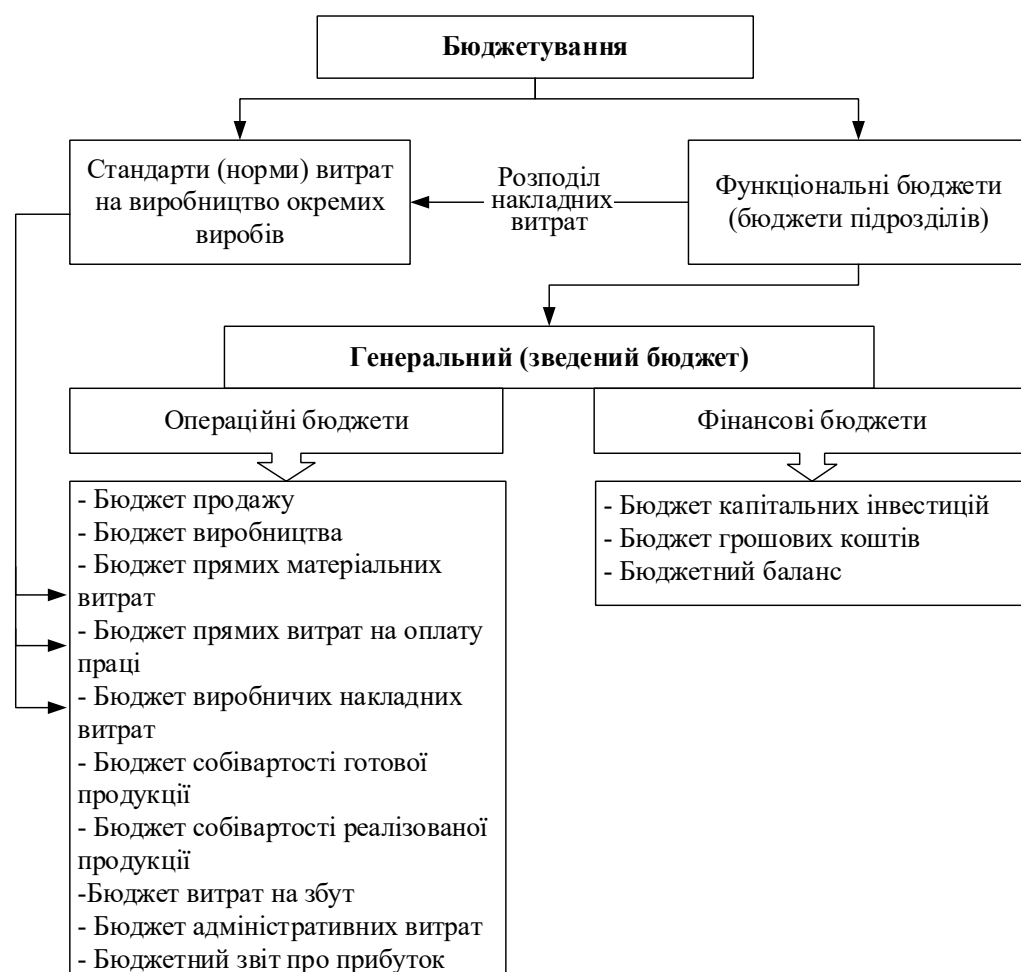 Бюджетування
Стандарти (норми) витрат
на виробництво окремих
виробів
Розподіл
накладних
витрат
Функціональні бюджети
(бюджети підрозділів)
Генеральний (зведений бюджет)
Операційні бюджети
Фінансові бюджети
- Бюджет продажу
- Бюджет виробництва
- Бюджет прямих матеріальних
витрат
- Бюджет прямих витрат на оплату
праці
- Бюджет виробничих накладних
витрат
- Бюджет собівартості готової
продукції
- Бюджет собівартості реалізованої
продукції
-Бюджет витрат на збут
- Бюджет адміністративних витрат
- Бюджетний звіт про прибуток
- Бюджет капітальних інвестицій
- Бюджет грошових коштів
- Бюджетний баланс